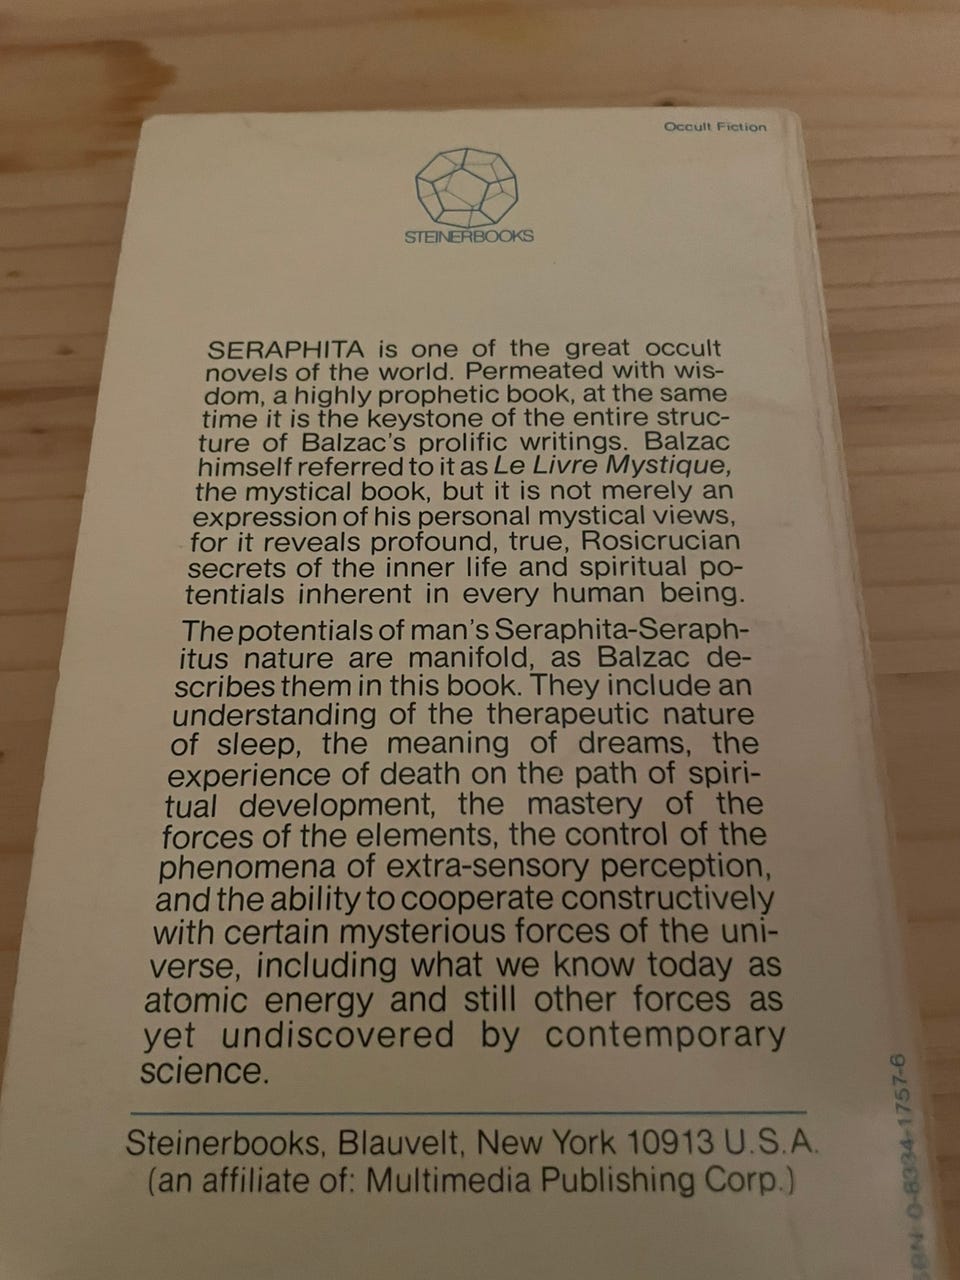 Occult Fiction
STEINERBOOKS
SERAPHITA is one of the great occult
novels of the world. Permeated with wis-
dom, a highly prophetic book, at the same
time it is the keystone of the entire struc-
ture of Balzac's prolific writings. Balzac
himself referred to it as Le Livre Mystique,
the mystical book, but it is not merely an
expression of his personal mystical views,
for it reveals profound, true, Rosicrucian
secrets of the inner life and spiritual po-
tentials inherent in every human being.
The potentials of man's Seraphita-Seraph-
itus nature are manifold, as Balzac de-
scribes them in this book. They include an
understanding of the therapeutic nature
of sleep, the meaning of dreams, the
experience of death on the path of spiri-
tual development, the mastery of the
forces of the elements, the control of the
phenomena of extra-sensory perception,
and the ability to cooperate constructively
with certain mysterious forces of the uni-
verse, including what we know today as
atomic energy and still other forces as
yet undiscovered by contemporary
science.
Steinerbooks, Blauvelt, New York 10913 U.S.A.
(an affiliate of: Multimedia Publishing Corp.)
SBN 0-8334-1757-6